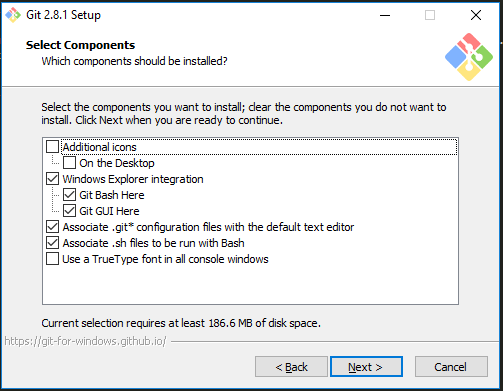 Git 2.8.1 Setup
Select Components
Which components should be installed?
Select the components you want to install; clear the components you do not want to
install. Click Next when you are ready to continue.
Additional icons
On the Desktop
Windows Explorer integration
Git Bash Here
Git GUI Here
Associate .git* configuration files with the default text editor
Associate .sh files to be run with Bash
Use a TrueType font in all console windows
Current selection requires at least 186.6 MB of disk space.
https://git-for-windows.github.io/
< Back
Next >
Cancel